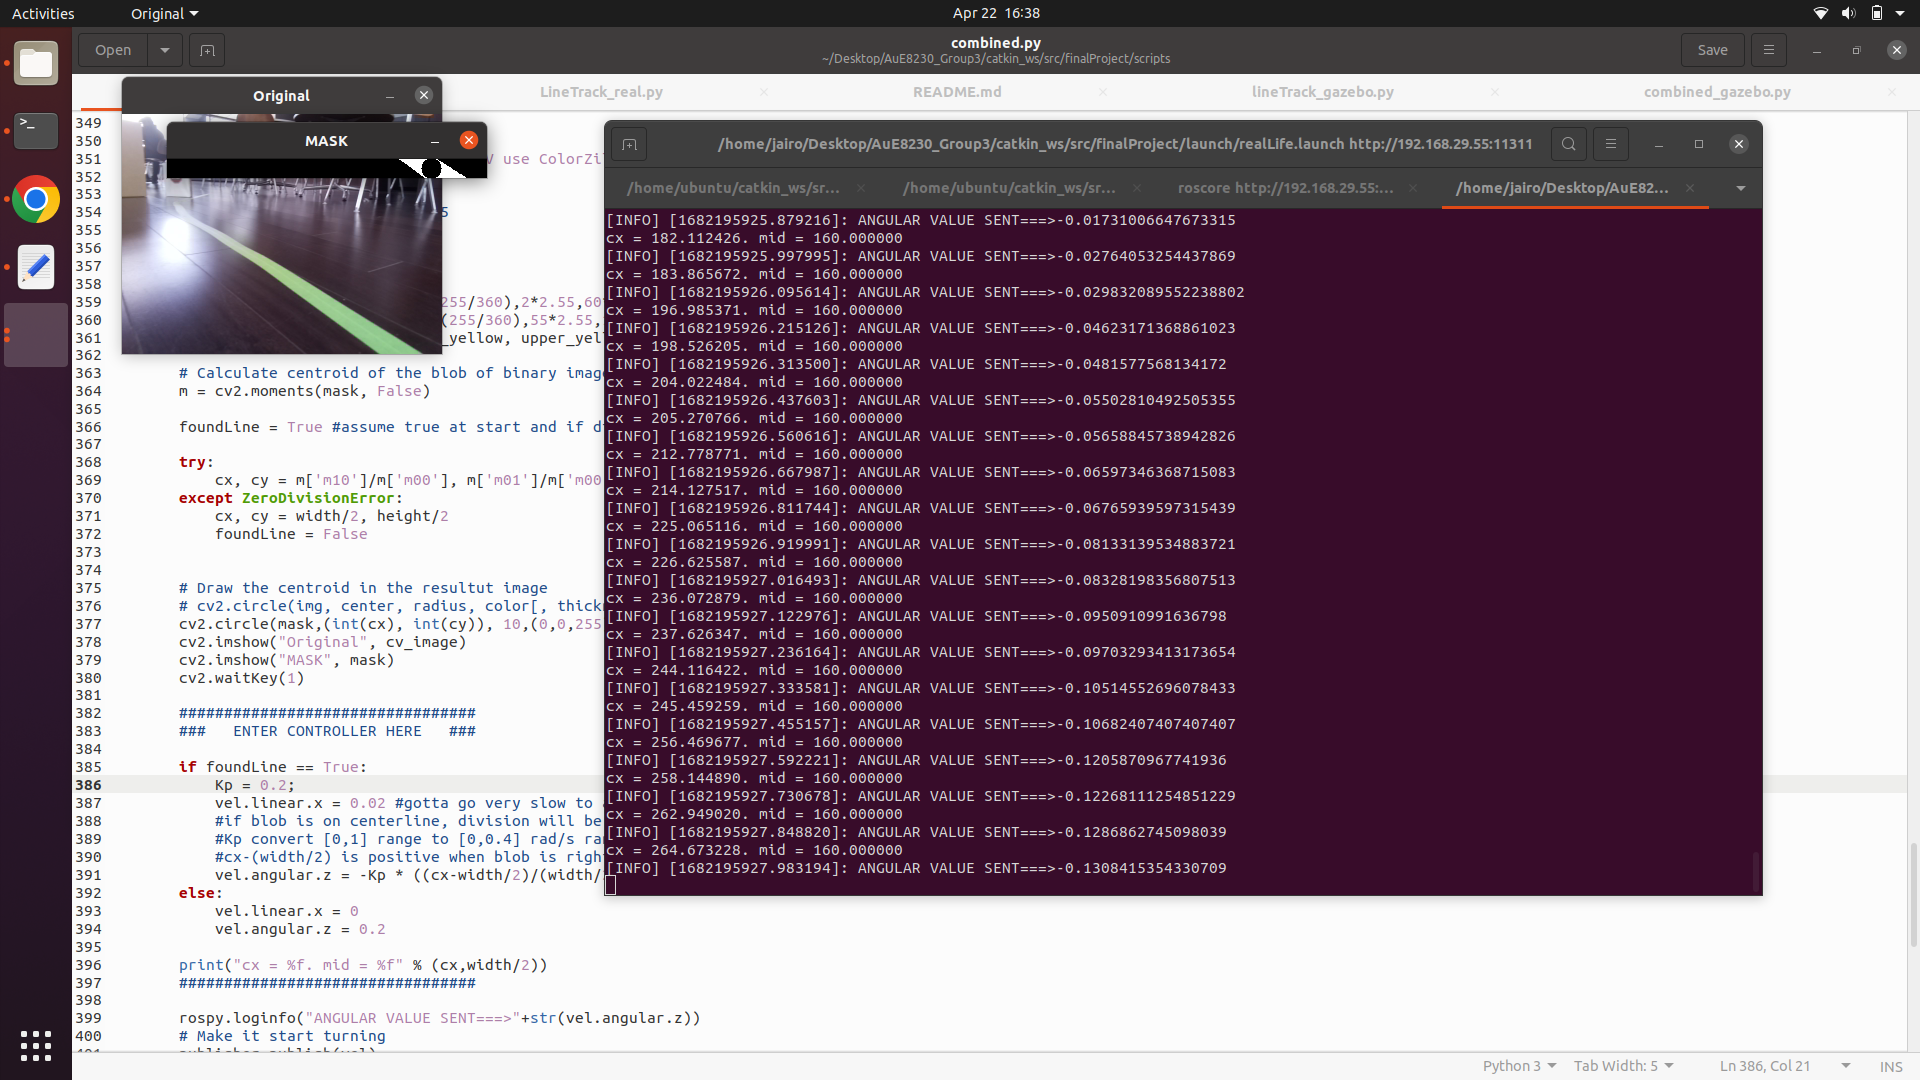 Activities
Original
Apr 22 16:38
Open
combined.py
~/Desktop/AuE8230_Group3/catkin_ws/src/finalProject/scripts
Save
LineTrack_real.py
README.md
lineTrack_gazebo.py
combined_gazebo.py
Original
MASK
/home/jairo/Desktop/AuE8230_Group3/catkin_ws/src/finalProject/launch/realLife.launch http://192.168.29.55:11311
/home/ubuntu/catkin_ws/sr...
/home/ubuntu/catkin_ws/sr...
roscore http://192.168.29.55:...
/home/jairo/Desktop/AuE82...
[INFO] [1682195925.879216]: ANGULAR VALUE SENT===>-0.01731006647673315
cx = 182.112426. mid = 160.000000
[INFO] [1682195925.997995]: ANGULAR VALUE SENT===>-0.02764053254437869
cx = 183.865672. mid = 160.000000
[INFO] [1682195926.095614]: ANGULAR VALUE SENT===>-0.029832089552238802
cx = 196.985371. mid = 160.000000
[INFO] [1682195926.215126]: ANGULAR VALUE SENT===>-0.04623171368861023
cx = 198.526205. mid = 160.000000
[INFO] [1682195926.313500]: ANGULAR VALUE SENT===>-0.0481577568134172
cx = 204.022484. mid = 160.000000
[INFO] [1682195926.437603]: ANGULAR VALUE SENT===>-0.05502810492505355
cx = 205.270766. mid = 160.000000
[INFO] [1682195926.560616]: ANGULAR VALUE SENT===>-0.05658845738942826
cx = 212.778771. mid = 160.000000
[INFO] [1682195926.667987]: ANGULAR VALUE SENT===>-0.06597346368715083
cx = 214.127517. mid = 160.000000
[INFO] [1682195926.811744]: ANGULAR VALUE SENT===>-0.06765939597315439
cx = 225.065116. mid = 160.000000
[INFO] [1682195926.919991]: ANGULAR VALUE SENT===>-0.08133139534883721
cx = 226.625587. mid = 160.000000
[INFO] [1682195927.016493]: ANGULAR VALUE SENT===>-0.08328198356807513
cx = 236.072879. mid = 160.000000
[INFO] [1682195927.122976]: ANGULAR VALUE SENT===>-0.0950910991636798
cx = 237.626347. mid = 160.000000
[INFO] [1682195927.236164]: ANGULAR VALUE SENT===>-0.09703293413173654
cx = 244.116422. mid = 160.000000
[INFO] [1682195927.333581]: ANGULAR VALUE SENT===>-0.10514552696078433
cx = 245.459259. mid = 160.000000
[INFO] [1682195927.455157]: ANGULAR VALUE SENT===>-0.10682407407407407
cx = 256.469677. mid = 160.000000
[INFO] [1682195927.592221]: ANGULAR VALUE SENT===>-0.1205870967741936
cx = 258.144890. mid = 160.000000
[INFO] [1682195927.730678]: ANGULAR VALUE SENT===>-0.12268111254851229
cx = 262.949020. mid = 160.000000
[INFO] [1682195927.848820]: ANGULAR VALUE SENT===>-0.1286862745098039
cx = 264.673228. mid = 160.000000
[INFO] [1682195927.983194]: ANGULAR VALUE SENT===>-0.1308415354330709
349
350
351 V use ColorZi
352
353
354 5
355
356
357
358
359 255/360),2*2.55,60
360 (255/360),55*2.55,
361 _yellow, upper_yel
362
363 # Calculate centroid of the blob of binary imag
364 m = cv2.moments(mask, False)
365
366 foundLine = True #assume true at start and if d
367
368 try:
369 cx, cy = m['m10']/m['m00'], m['m01']/m['m00
370 except ZeroDivisionError:
371 cx, cy = width/2, height/2
372 foundLine = False
373
374
375 # Draw the centroid in the resultut image
376 # cv2.circle(img, center, radius, color[, thick
377 cv2.circle(mask,(int(cx), int(cy)), 10,(0,0,255
378 cv2.imshow("Original", cv_image)
379 cv2.imshow("MASK", mask)
380 cv2.waitKey(1)
381
382 #################################
383 ### ENTER CONTROLLER HERE ###
384
385 if foundLine == True:
386 Kp = 0.2;
387 vel.linear.x = 0.02 #gotta go very slow to
388 #if blob is on centerline, division will be
389 #Kp convert [0,1] range to [0,0.4] rad/s ra
390 #cx-(width/2) is positive when blob is righ
391 vel.angular.z = -Kp * ((cx-width/2)/(width/
392 else:
393 vel.linear.x = 0
394 vel.angular.z = 0.2
395
396 print("cx = %f. mid = %f" % (cx,width/2))
397 #################################
398
399 rospy.loginfo("ANGULAR VALUE SENT===>"+str(vel.angular.z))
400 # Make it start turning
Python 3
Tab Width: 5
Ln 386, Col 21
INS